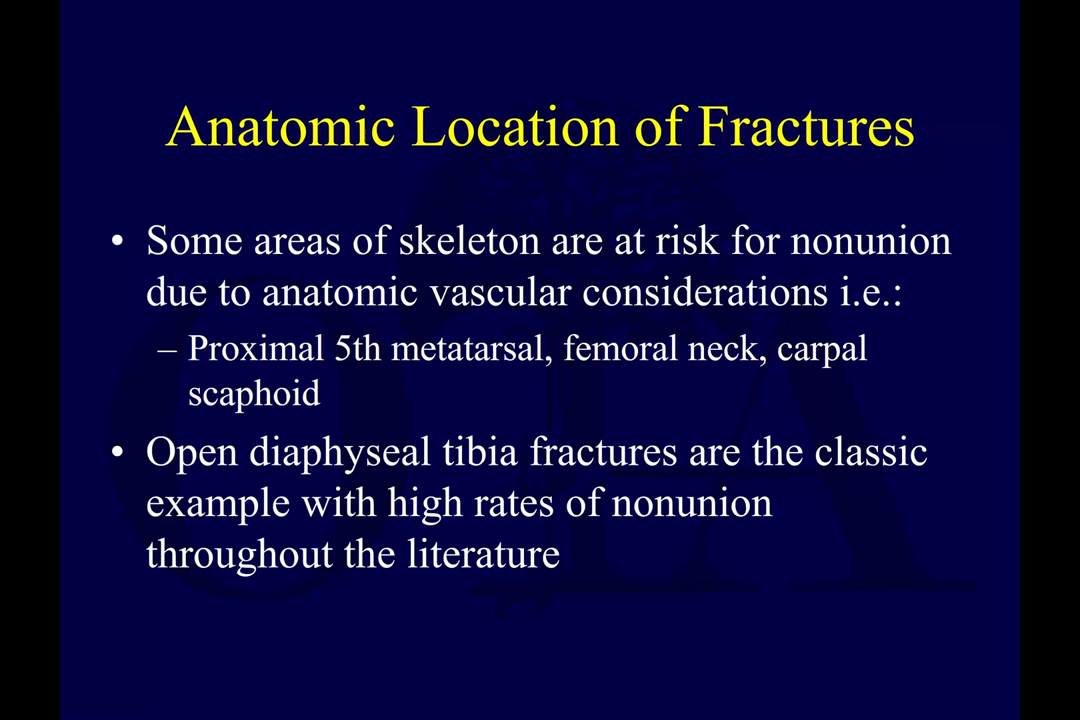 Anatomic Location of Fractures
• Some areas of skeleton are at risk for nonunion
due to anatomic vascular considerations i.e.:
– Proximal 5th metatarsal, femoral neck, carpal
scaphoid
• Open diaphyseal tibia fractures are the classic
example with high rates of nonunion
throughout the literature
OTA